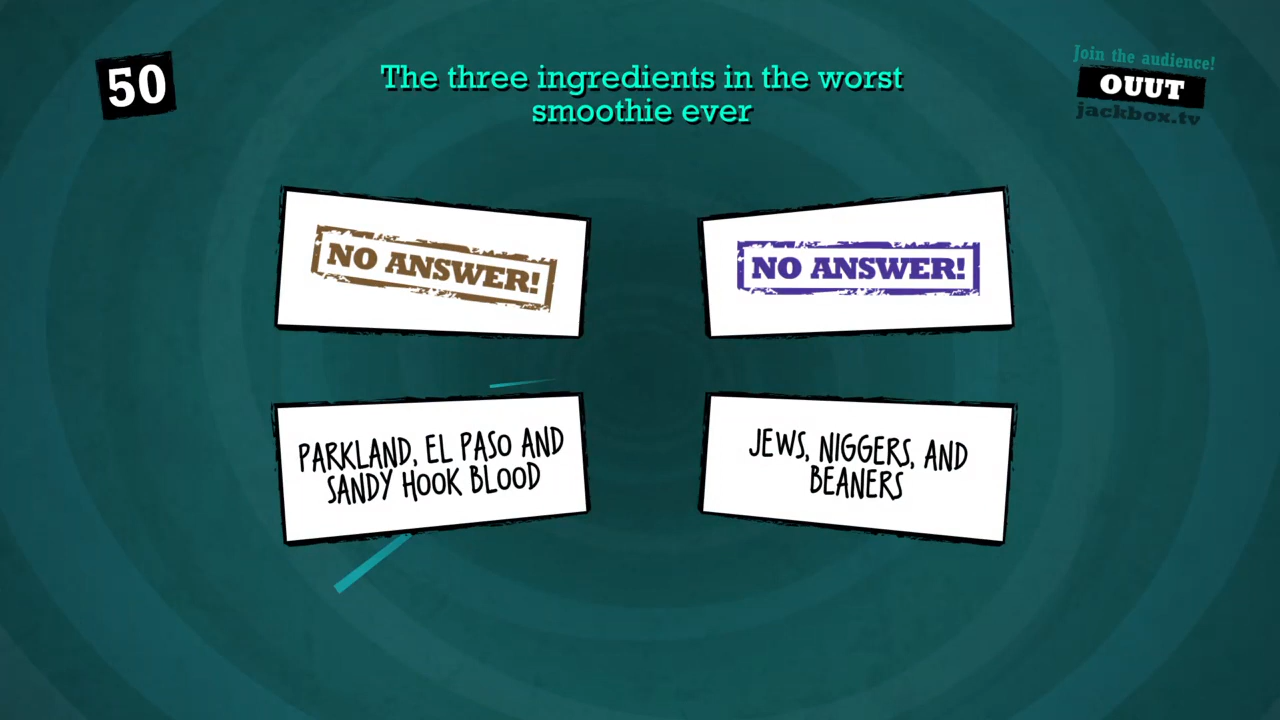 50
The three ingredients in the worst
smoothie ever
Join the audience!
OUUT
jackbox.tv
NO ANSWER!
NO ANSWER!
PARKLAND, EL PASO AND
SANDY HOOK BLOOD
JEWS, NIGGERS, AND
BEANERS